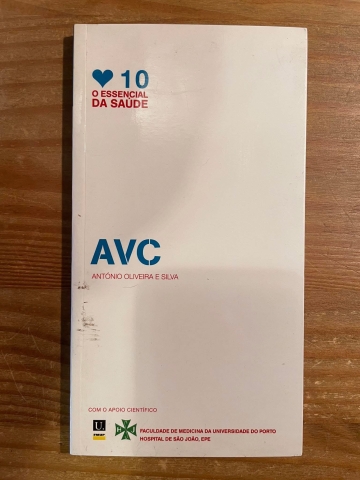 10
O ESSENCIAL
DA SAÚDE
AVC
ANTÓNIO OLIVEIRA E SILVA
COM O APOIO CIENTÍFICO
U.
FACULDADE DE MEDICINA DA UNIVERSIDADE DO PORTO
HOSPITAL DE SÃO JOÃO, EPE